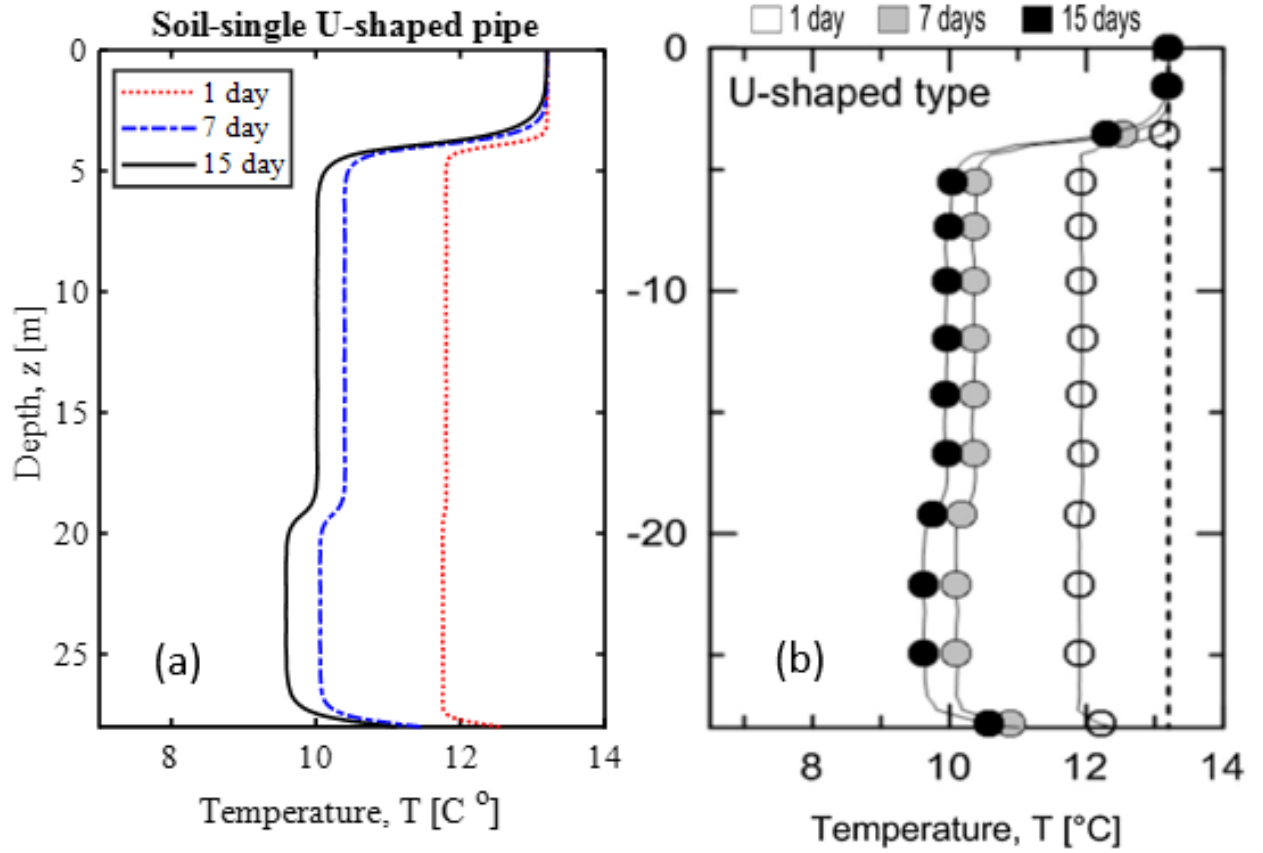 Soil-single U-shaped pipe
0
5
10
15
20
25
1 day
7 day
15 day
Depth, z [m]
(a)
8
10
12
14
Temperature, T [C °]
1 day
7 days
15 days
0
-10
-20
U-shaped type
(b)
8
10
12
14
Temperature, T [°C]